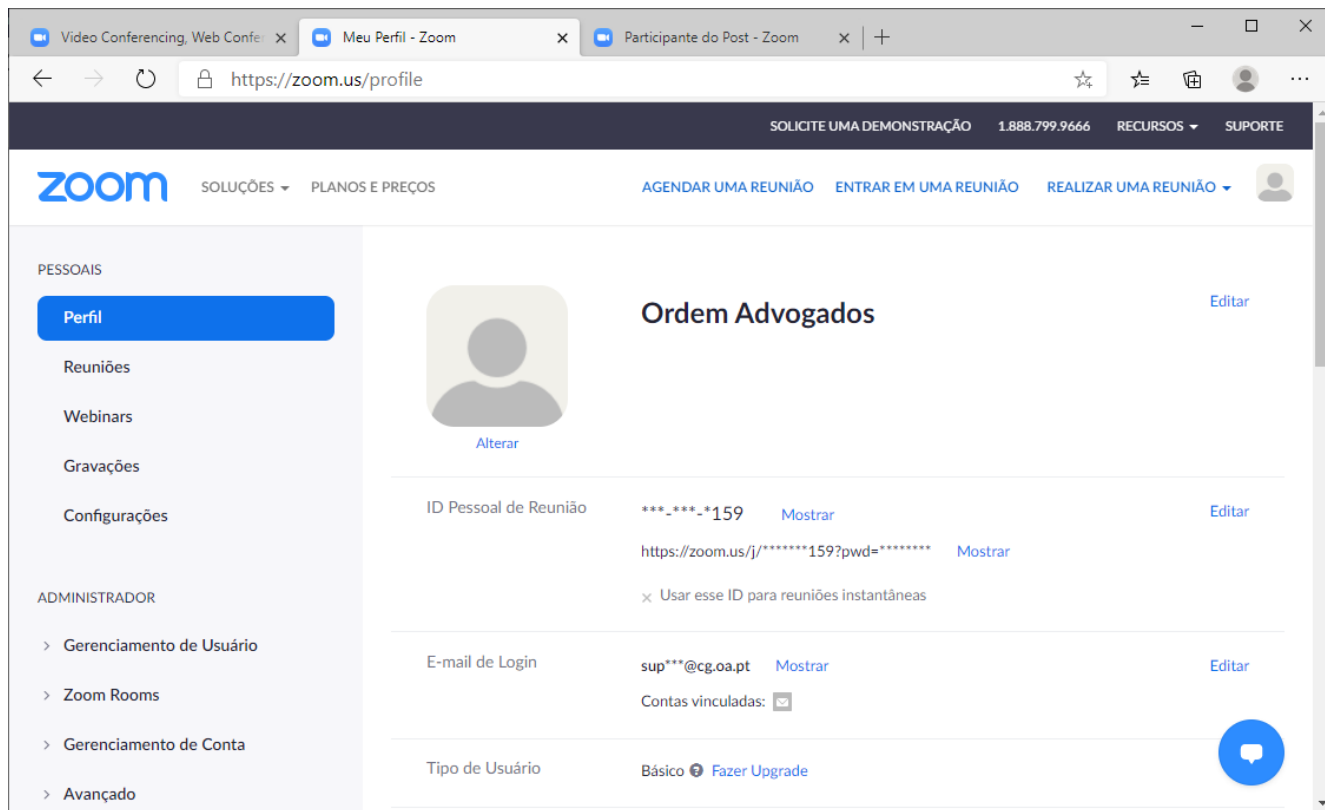 Video Conferencing, Web Confe
Meu Perfil - Zoom
Participante do Post - Zoom
https://zoom.us/profile
SOLICITE UMA DEMONSTRAÇÃO 1.888.799.9666 RECURSOS SUPORTE
zoom SOLUÇÕES PLANOS E PREÇOS AGENDAR UMA REUNIÃO ENTRAR EM UMA REUNIÃO REALIZAR UMA REUNIÃO
PESSOAIS
Perfil
Reuniões
Webinars
Gravações
Configurações
ADMINISTRADOR
Gerenciamento de Usuário
Zoom Rooms
Gerenciamento de Conta
Avançado
Alterar
Ordem Advogados Editar
ID Pessoal de Reunião ***-***-*159 Mostrar Editar
https://zoom.us/j/*******159?pwd=******** Mostrar
Usar esse ID para reuniões instantâneas
E-mail de Login sup***@cg.oa.pt Mostrar Editar
Contas vinculadas:
Tipo de Usuário Básico Fazer Upgrade